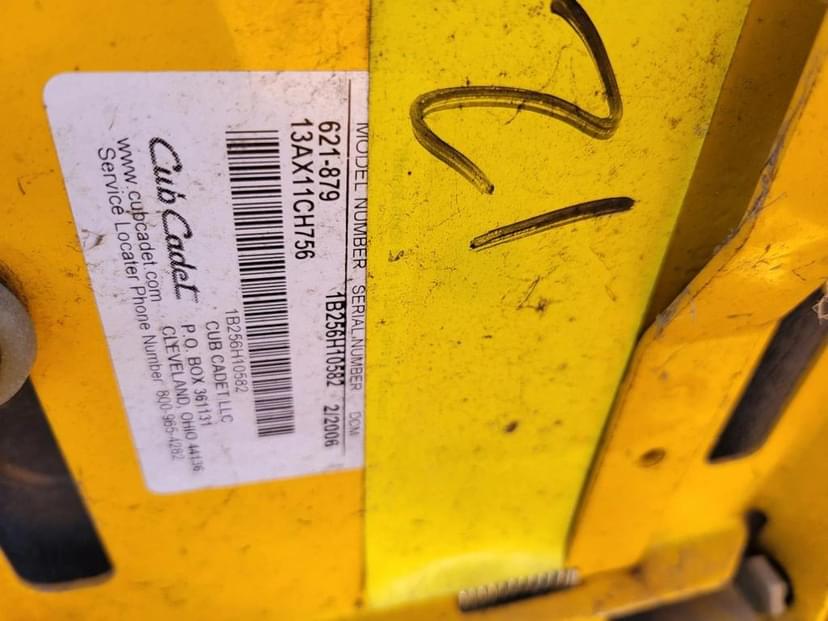 21
MODEL NUMBER SERIAL NUMBER DOM
621-879 1B256H10582 2/2006
13AX11CH756
1B256H10582
Cub Cadet CUB CADET LLC
P.O. BOX 361131
CLEVELAND, OHIO 44136
www.cubcadet.com
Service Locater Phone Number 800-965-4282